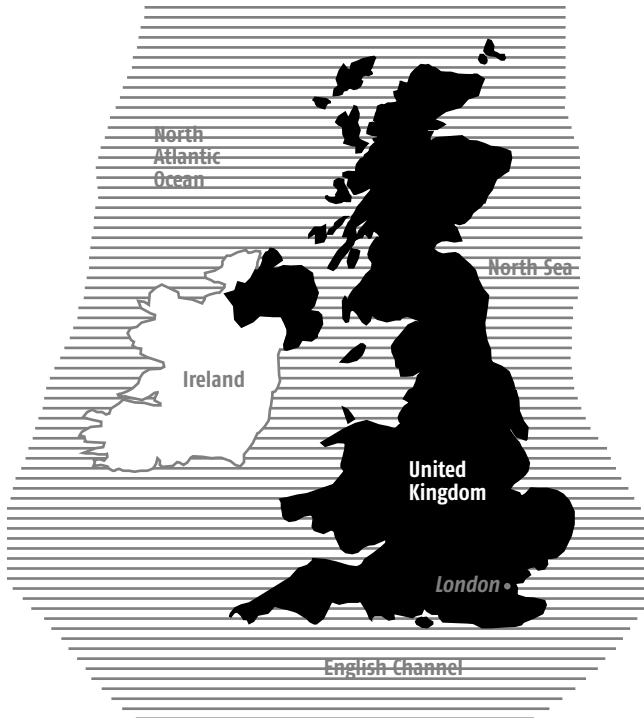 North
Atlantic
Ocean
North Sea
Ireland
United
Kingdom
London
English Channel